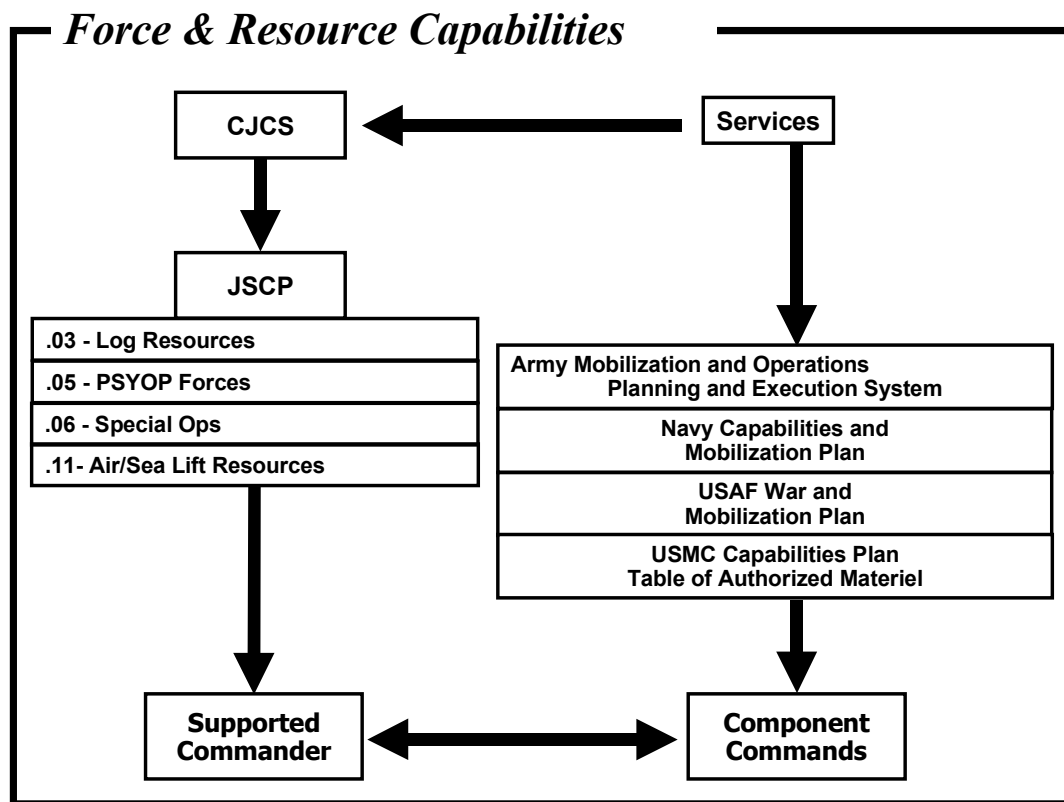 Force & Resource Capabilities
CJCS
Services
JSCP
.03 - Log Resources
.05 - PSYOP Forces
.06 - Special Ops
.11- Air/Sea Lift Resources
Army Mobilization and Operations
Planning and Execution System
Navy Capabilities and
Mobilization Plan
USAF War and
Mobilization Plan
USMC Capabilities Plan
Table of Authorized Materiel
Supported
Commander
Component
Commands